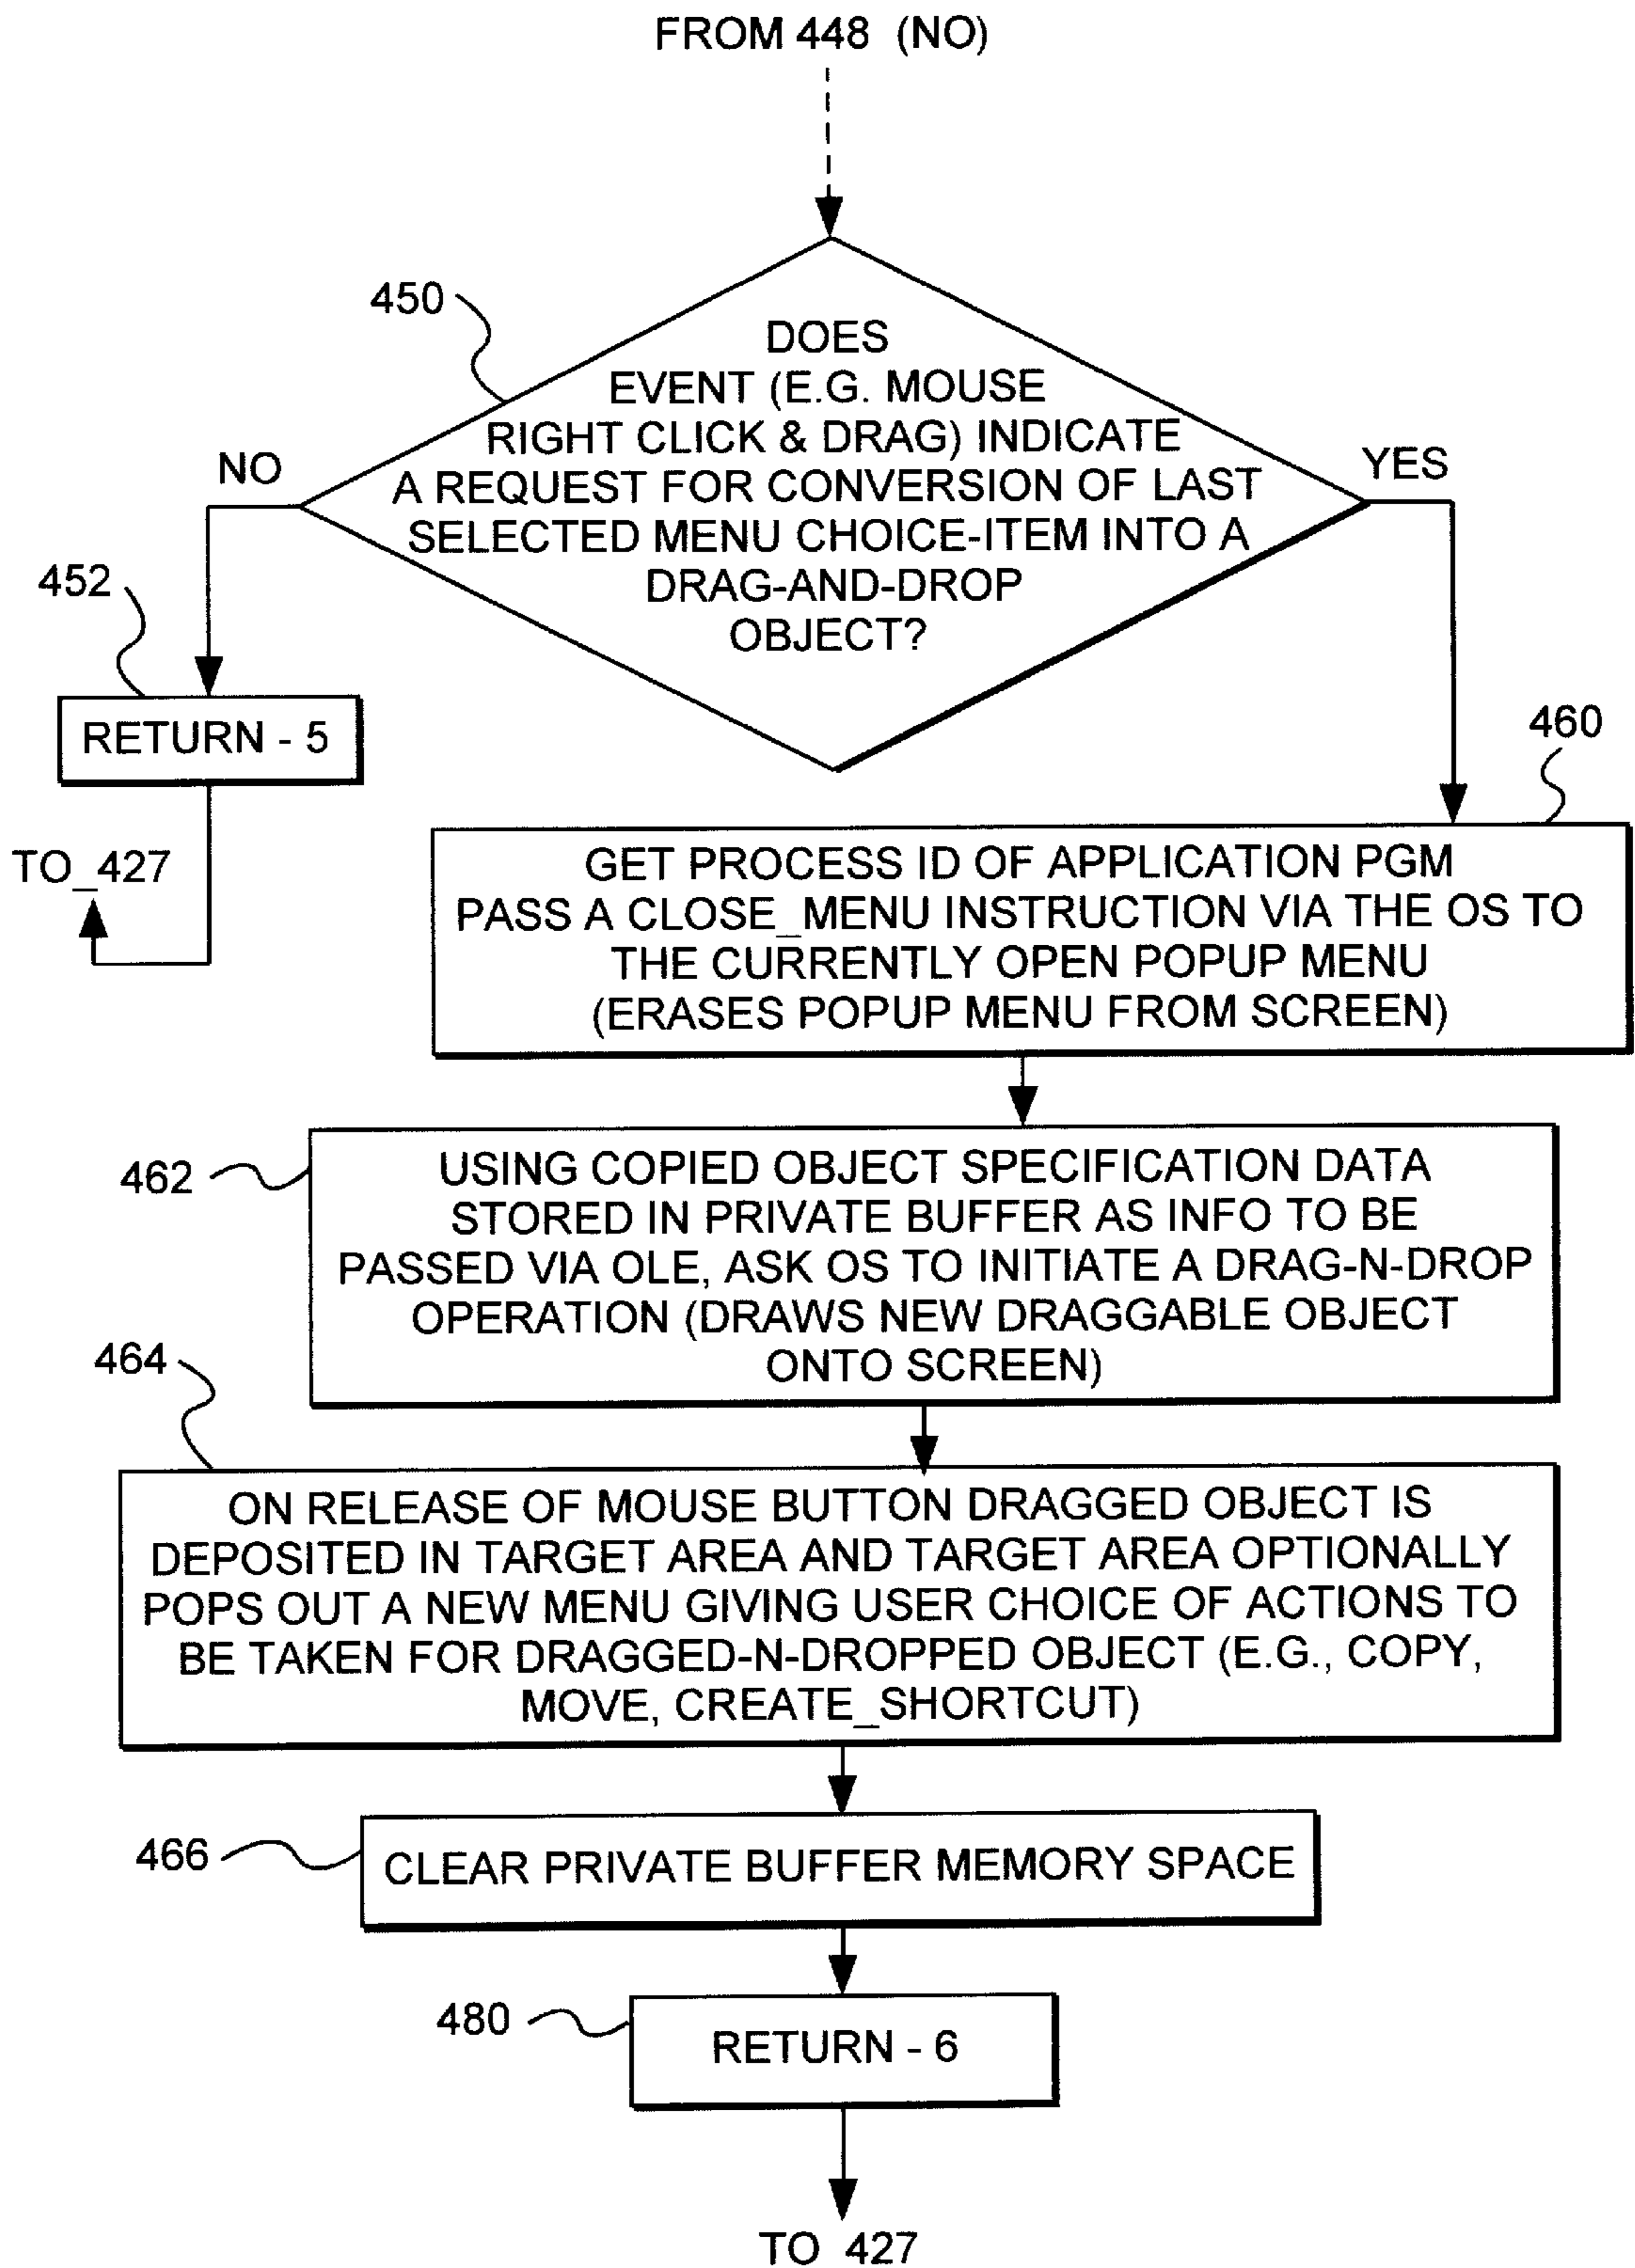 FROM 448 (NO)
450
DOES
EVENT (E.G. MOUSE
RIGHT CLICK & DRAG) INDICATE
A REQUEST FOR CONVERSION OF LAST
SELECTED MENU CHOICE-ITEM INTO A
DRAG-AND-DROP
OBJECT?
NO
YES
452
RETURN - 5
TO_427
460
GET PROCESS ID OF APPLICATION PGM
PASS A CLOSE_MENU INSTRUCTION VIA THE OS TO
THE CURRENTLY OPEN POPUP MENU
(ERASES POPUP MENU FROM SCREEN)
462
USING COPIED OBJECT SPECIFICATION DATA
STORED IN PRIVATE BUFFER AS INFO TO BE
PASSED VIA OLE, ASK OS TO INITIATE A DRAG-N-DROP
OPERATION (DRAWS NEW DRAGGABLE OBJECT
ONTO SCREEN)
464
ON RELEASE OF MOUSE BUTTON DRAGGED OBJECT IS
DEPOSITED IN TARGET AREA AND TARGET AREA OPTIONALLY
POPS OUT A NEW MENU GIVING USER CHOICE OF ACTIONS TO
BE TAKEN FOR DRAGGED-N-DROPPED OBJECT (E.G., COPY,
MOVE, CREATE_SHORTCUT)
466
CLEAR PRIVATE BUFFER MEMORY SPACE
480
RETURN - 6
TO 427